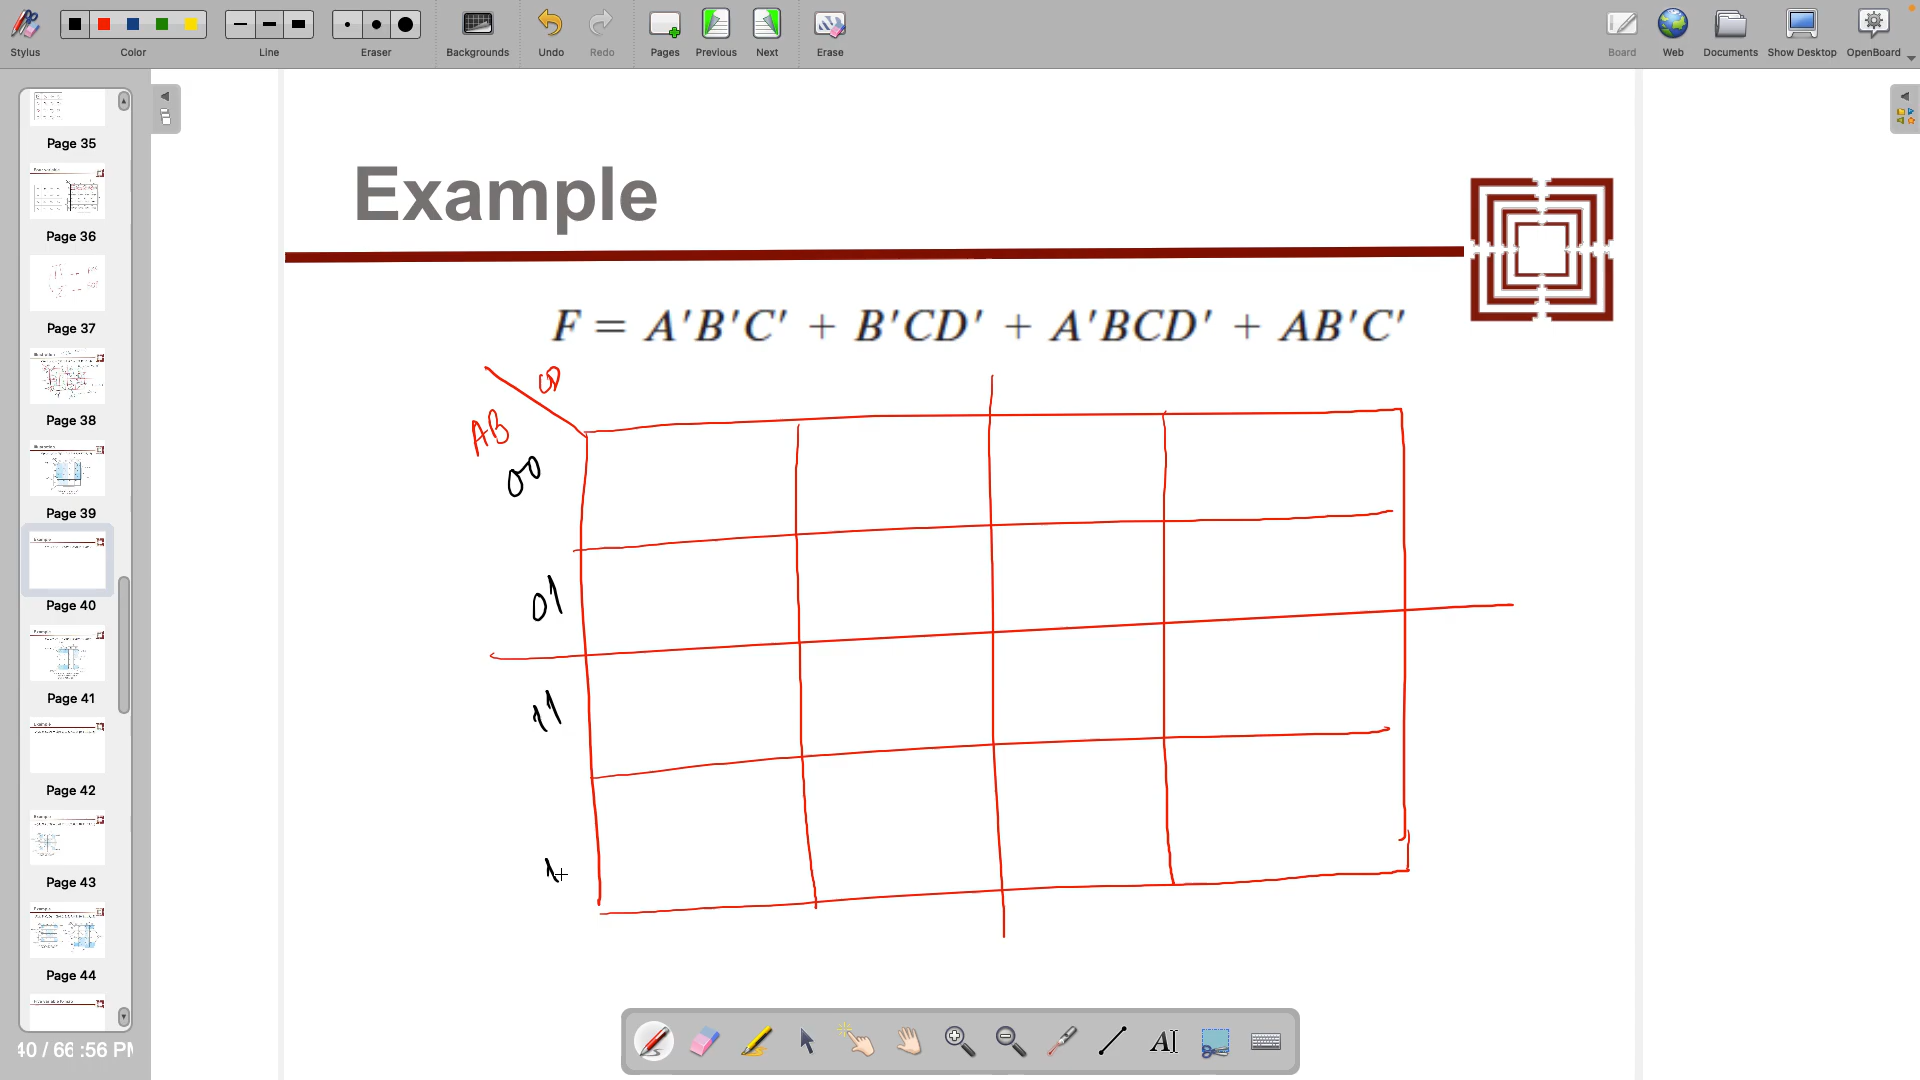 Stylus Color Line Eraser Backgrounds Undo Redo Pages Previous Next Erase Board Web Documents Show Desktop OpenBoard
Page 35
Page 36
Page 37
Page 38
Page 39
Page 40
Page 41
Page 42
Page 43
Page 44
40 / 66
:56 PM
Example
F = A'B'C' + B'CD' + A'BCD' + AB'C'
CD
AB
00
01
11
1